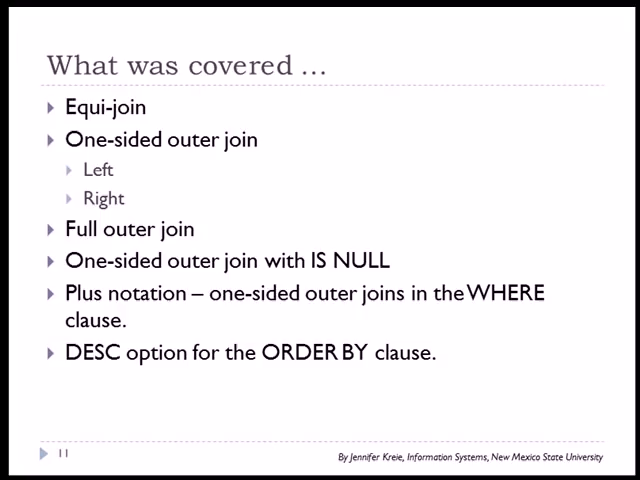 What was covered ...
Equi-join
One-sided outer join
Left
Right
Full outer join
One-sided outer join with IS NULL
Plus notation – one-sided outer joins in the WHERE
clause.
DESC option for the ORDER BY clause.
11
By Jennifer Kreie, Information Systems, New Mexico State University